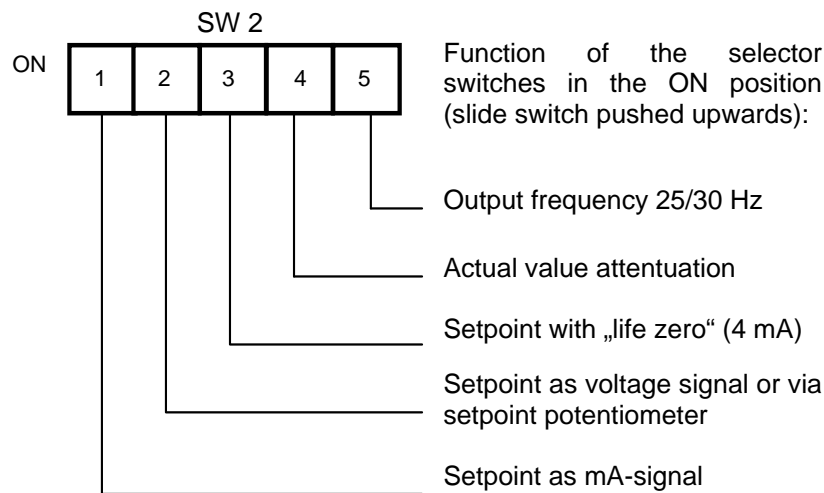 SW 2
ON
1 2 3 4 5
Function of the selector
switches in the ON position
(slide switch pushed upwards):
Output frequency 25/30 Hz
Actual value attentuation
Setpoint with „life zero“ (4 mA)
Setpoint as voltage signal or via
setpoint potentiometer
Setpoint as mA-signal